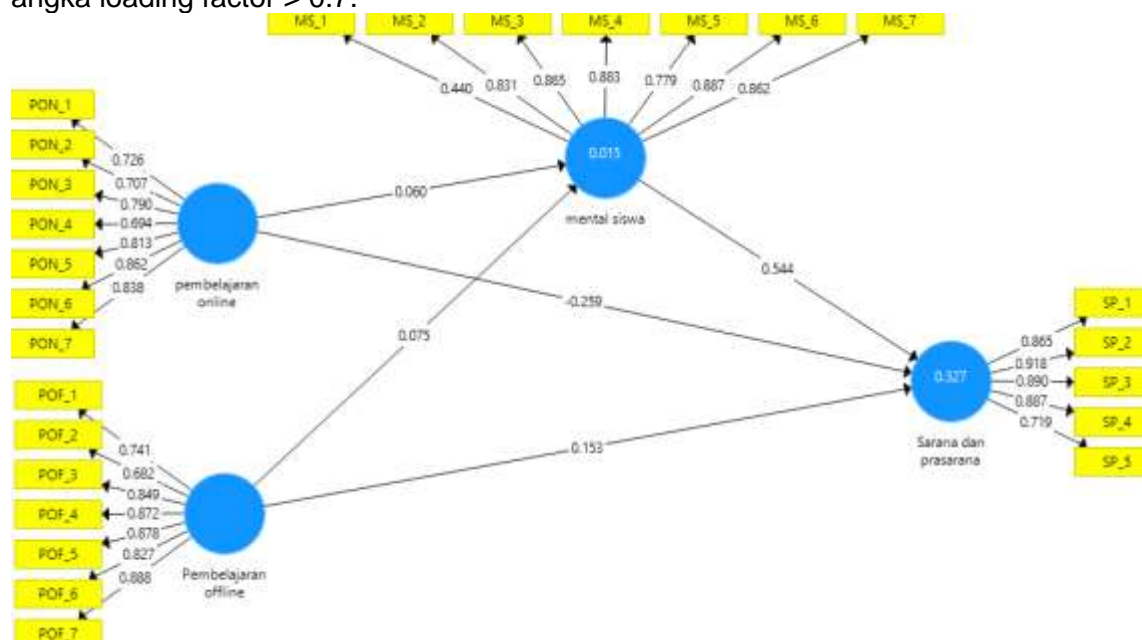 angka loading factor > 0.7.
MS_1 MS_2 MS_3 MS_4 MS_5 MS_6 MS_7
0.440 0.831 0.865 0.883 0.779 0.887 0.862
PON_1
PON_2
PON_3
PON_4
PON_5
PON_6
PON_7
0.726
0.707
0.790
0.694
0.813
0.862
0.838
pembelajaran
online
0.015
mental siswa
0.060
-0.259
0.075
0.544
0.153
POF_1
POF_2
POF_3
POF_4
POF_5
POF_6
POF_7
0.741
0.682
0.849
0.872
0.878
0.827
0.888
Pembelajaran
offline
0.327
Sarana dan
prasarana
0.865
0.918
0.890
0.887
0.719
SP_1
SP_2
SP_3
SP_4
SP_5